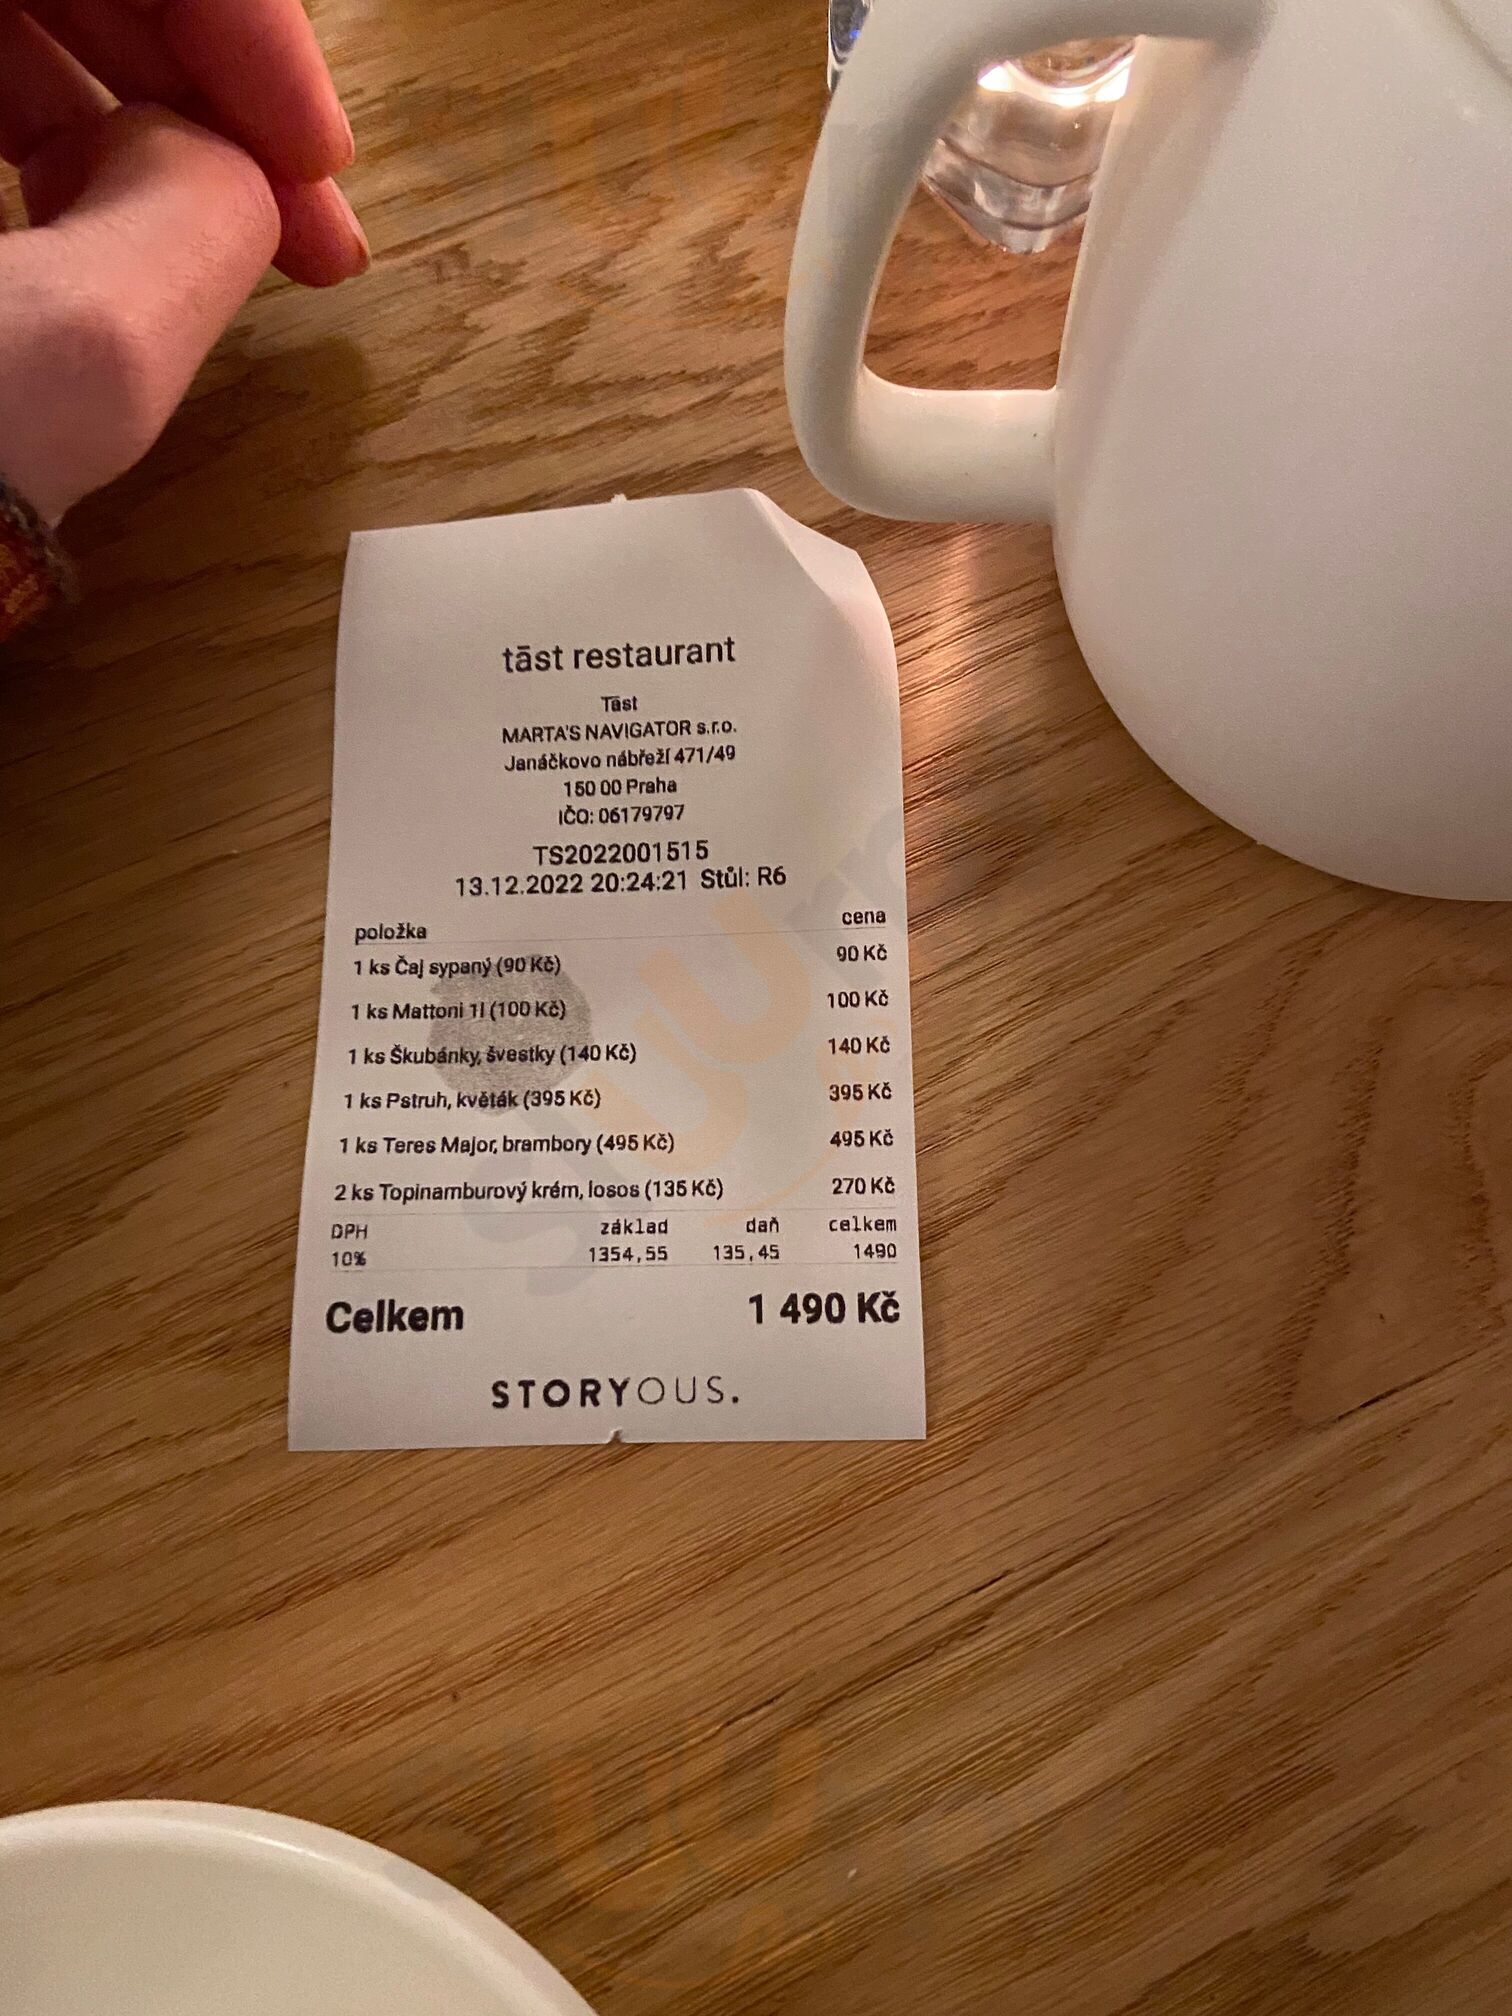 tāst restaurant
Tāst
MARTA'S NAVIGATOR s.r.o.
Janáčkovo nábřeží 471/49
150 00 Praha
IČO: 06179797
TS2022001515
13.12.2022 20:24:21 Stůl: R6
položka cena
1 ks Čaj sypaný (90 Kč) 90 Kč
1 ks Mattoni 1l (100 Kč) 100 Kč
1 ks Škubánky, švestky (140 Kč) 140 Kč
1 ks Pstruh, květák (395 Kč) 395 Kč
1 ks Teres Major, brambory (495 Kč) 495 Kč
2 ks Topinamburový krém, losos (135 Kč) 270 Kč
DPH základ daň celkem
10% 1354,55 135,45 1490
Celkem 1 490 Kč
STORYOUS.